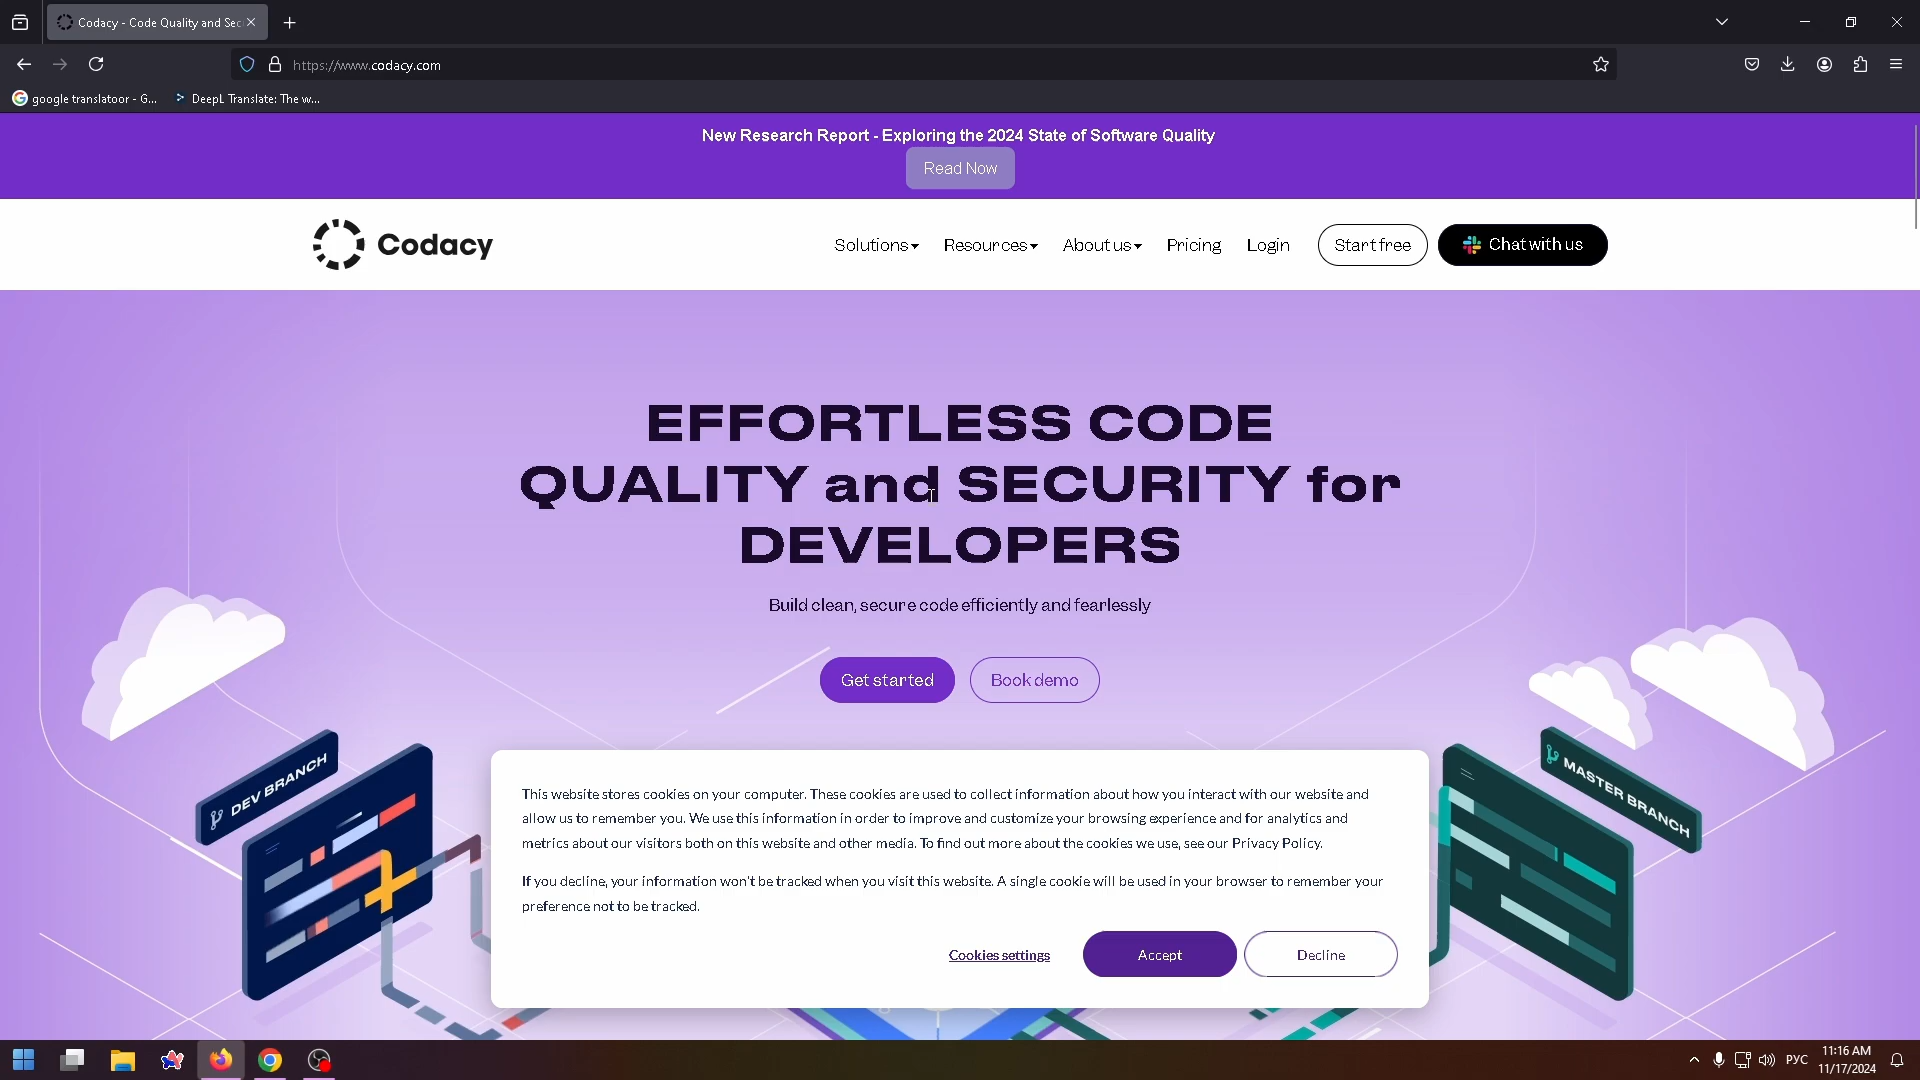 Codacy - Code Quality and Sec
https://www.codacy.com
google translatoor - G...
DeepL Translate: The w...
New Research Report - Exploring the 2024 State of Software Quality
Read Now
Codacy
Solutions
Resources
About us
Pricing
Login
Start free
Chat with us
EFFORTLESS CODE
QUALITY and SECURITY for
DEVELOPERS
Build clean, secure code efficiently and fearlessly
Get started
Book demo
DEV BRANCH
MASTER BRANCH
This website stores cookies on your computer. These cookies are used to collect information about how you interact with our website and
allow us to remember you. We use this information in order to improve and customize your browsing experience and for analytics and
metrics about our visitors both on this website and other media. To find out more about the cookies we use, see our Privacy Policy.
If you decline, your information won't be tracked when you visit this website. A single cookie will be used in your browser to remember your
preference not to be tracked.
Cookies settings
Accept
Decline
РУС
11:16 AM
11/17/2024